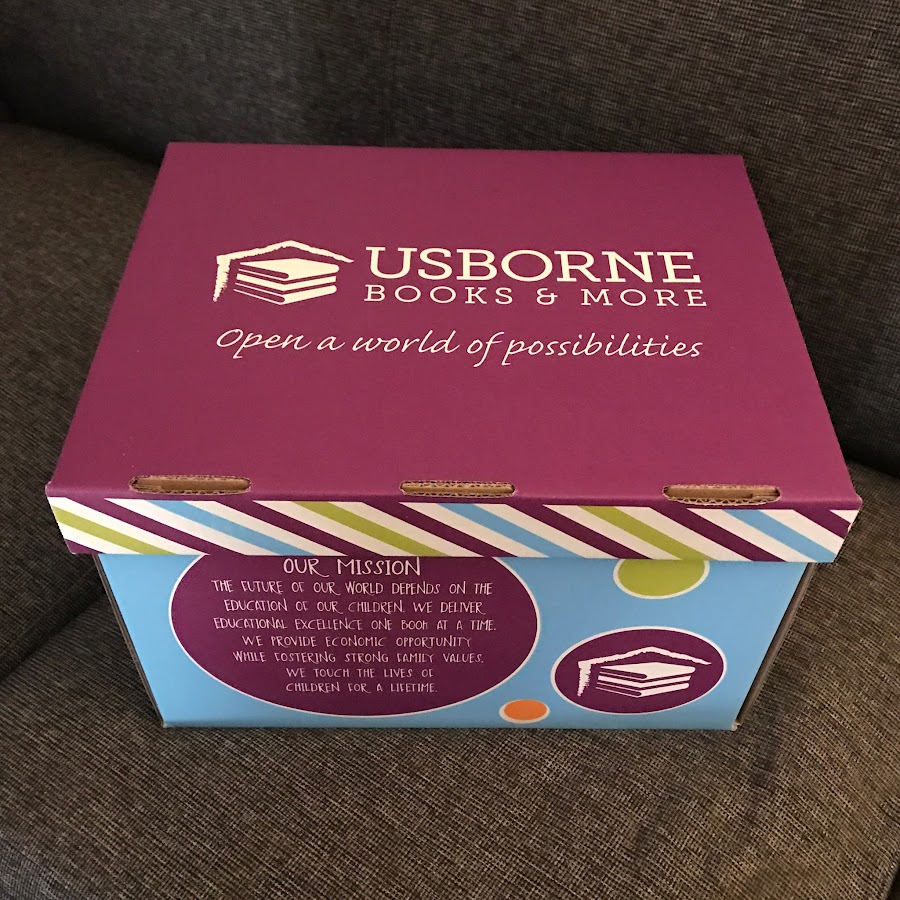 USBORNE
BOOKS & MORE
Open a world of possibilities
OUR MISSION
THE FUTURE OF OUR WORLD DEPENDS ON THE
EDUCATION OF OUR CHILDREN. WE DELIVER
EDUCATIONAL EXCELLENCE ONE BOOK AT A TIME.
WE PROVIDE ECONOMIC OPPORTUNITY
WHILE FOSTERING STRONG FAMILY VALUES.
WE TOUCH THE LIVES OF
CHILDREN FOR A LIFETIME.